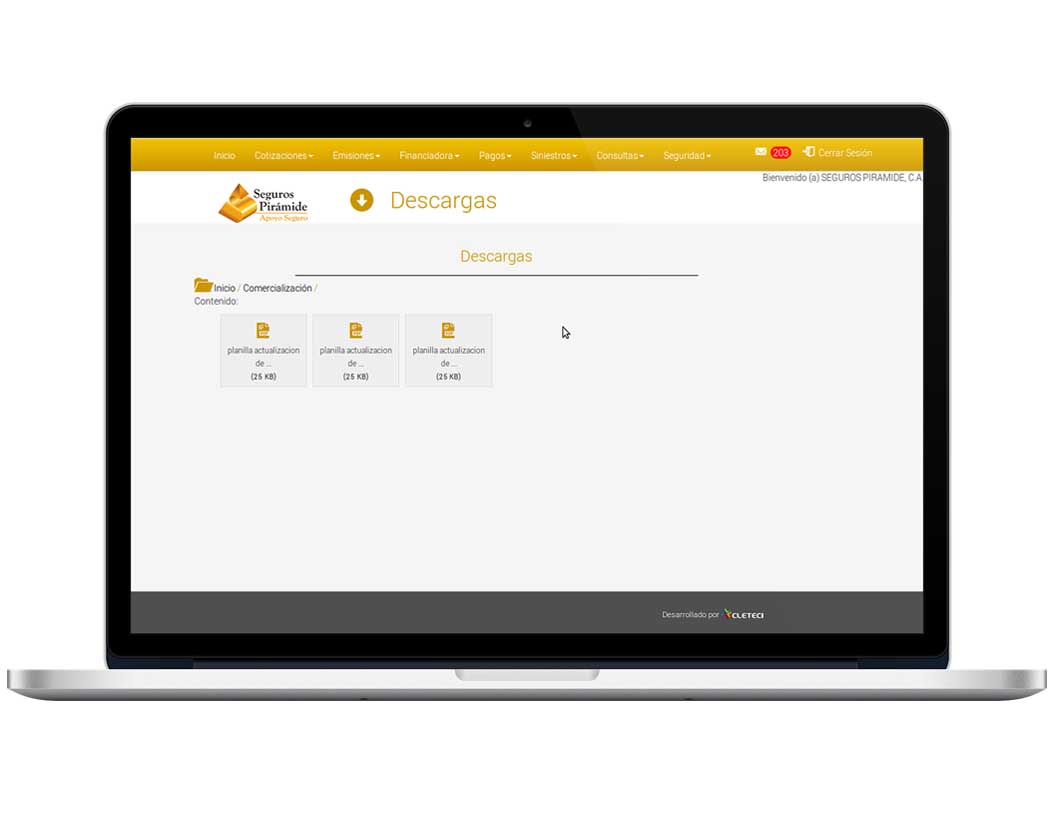 Inicio Cotizaciones Emisiones Financiadora Pagos Siniestros Consultas Seguridad 203 Cerrar Sesión
Bienvenido (a) SEGUROS PIRAMIDE, C.A
Seguros
Pirámide
Apoyo Seguro
Descargas
Descargas
Inicio / Comercialización /
Contenido:
planilla actualizacion
de ...
(25 KB)
planilla actualizacion
de ...
(25 KB)
planilla actualizacion
de ...
(25 KB)
Desarrollado por CLETECI